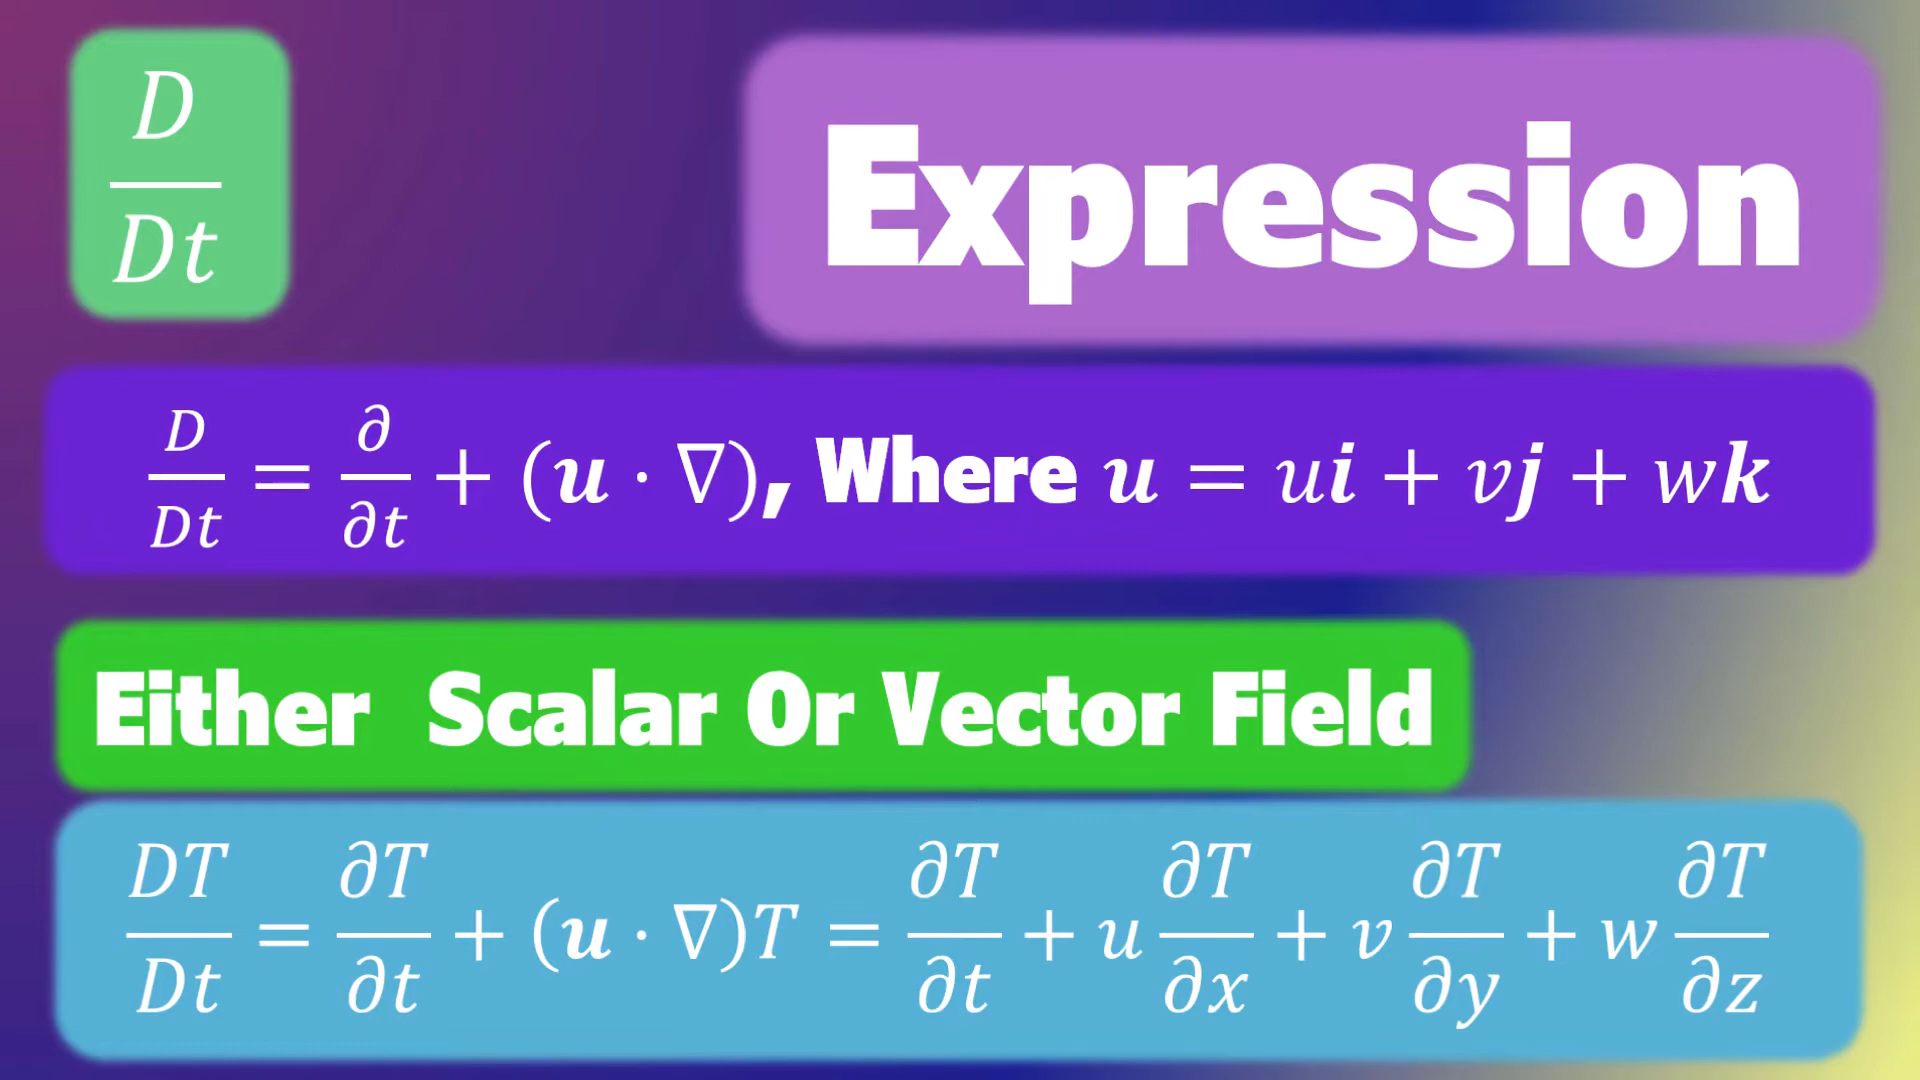 D/Dt
Expression
D/Dt = ∂/∂t + (𝒖 · ∇), Where 𝒖 = u𝒊 + v𝒋 + w𝒌
Either Scalar Or Vector Field
DT/Dt = ∂T/∂t + (𝒖 · ∇)T = ∂T/∂t + u ∂T/∂x + v ∂T/∂y + w ∂T/∂z